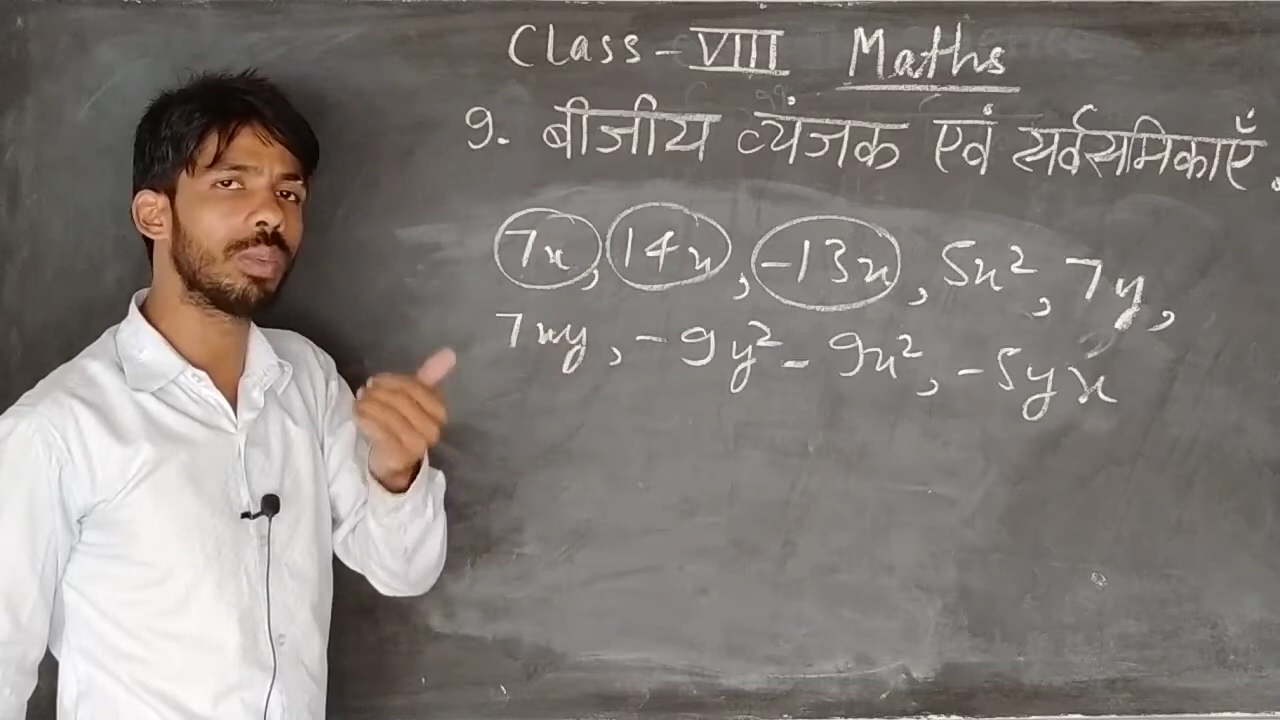 Class - VIII Maths
9. बीजीय व्यंजक एवं सर्वसमिकाएँ.
7x, 14x, -13x, 5x², 7y,
7xy, -9y² - 9x², -5yx